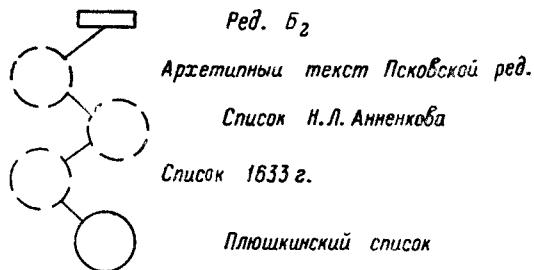 Ред. Б₂
Архетипный текст Псковской ред.
Список Н.Л. Анненкова
Список 1633 г.
Плюшкинский список